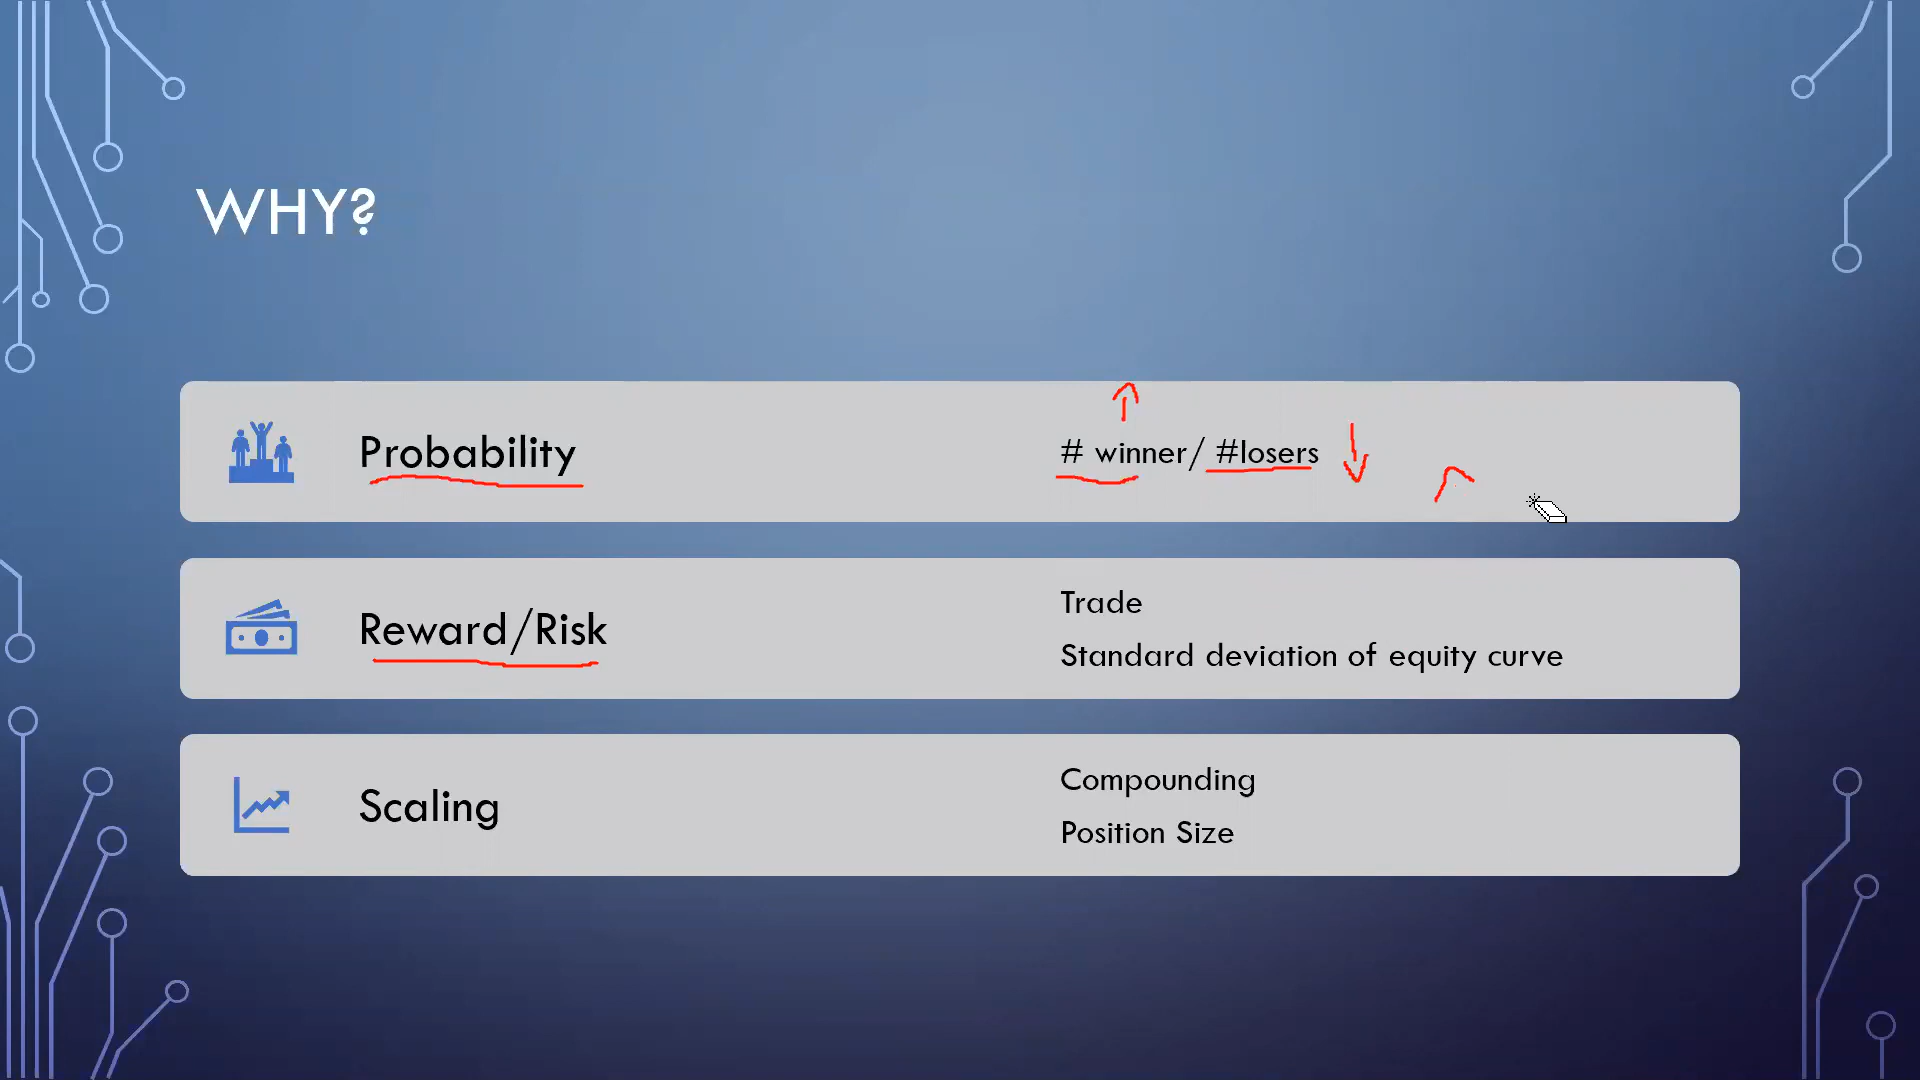 WHY?
Probability
# winner/ #losers
Reward/Risk
Trade
Standard deviation of equity curve
Scaling
Compounding
Position Size